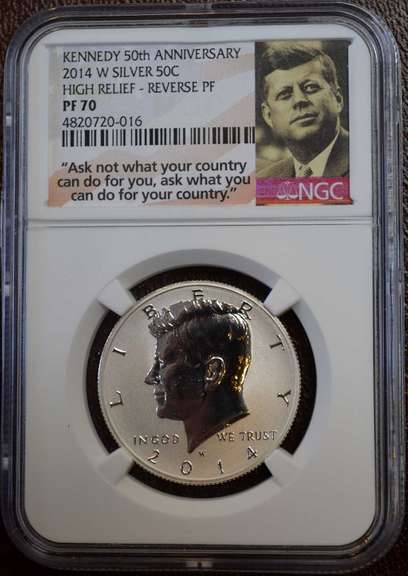 KENNEDY 50th ANNIVERSARY
2014 W SILVER 50C
HIGH RELIEF - REVERSE PF
PF 70
4820720-016
"Ask not what your country
can do for you, ask what you
can do for your country."
NGC
LIBERTY
IN GOD WE TRUST
W
2014